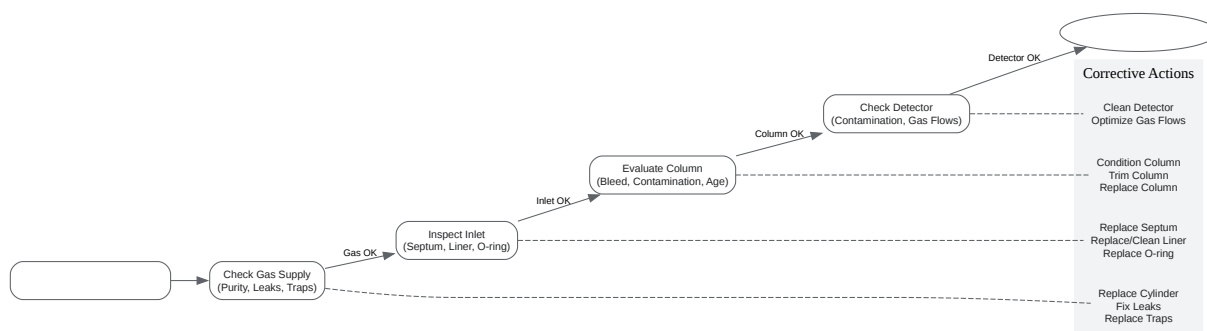 Detector OK
Corrective Actions
Check Detector
(Contamination, Gas Flows)
Clean Detector
Optimize Gas Flows
Column OK
Evaluate Column
(Bleed, Contamination, Age)
Condition Column
Trim Column
Replace Column
Inlet OK
Inspect Inlet
(Septum, Liner, O-ring)
Replace Septum
Replace/Clean Liner
Replace O-ring
Gas OK
Check Gas Supply
(Purity, Leaks, Traps)
Replace Cylinder
Fix Leaks
Replace Traps